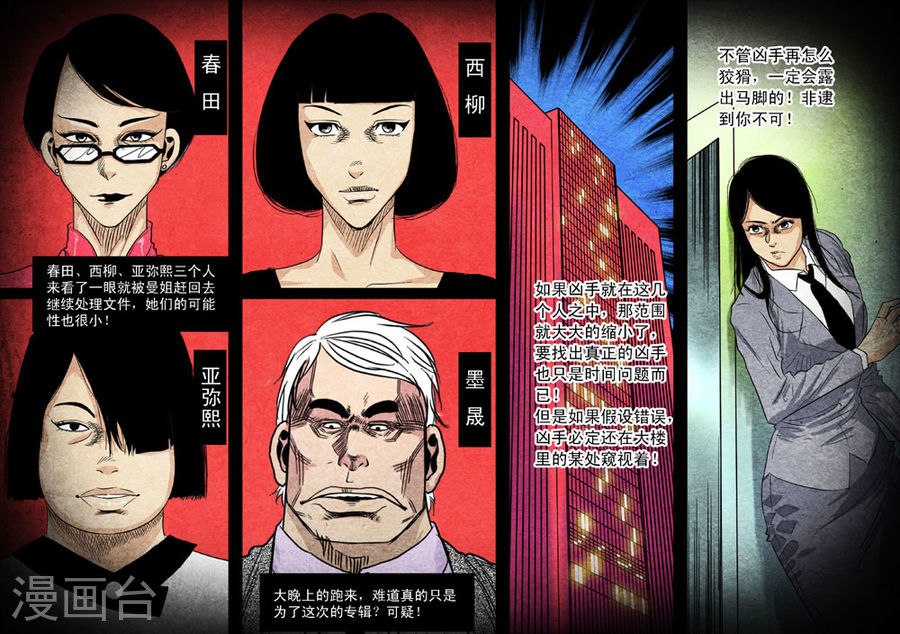 春田
西柳
春田、西柳、亚弥熙三个人
来看了一眼就被曼姐赶回去
继续处理文件，她们的可能
性也很小！
亚弥熙
墨晟
大晚上的跑来，难道真的只是
为了这次的专辑？可疑！
如果凶手就在这几
个人之中，那范围
就大大的缩小了，
要找出真正的凶手
也只是时间问题而
已！
但是如果假设错误，
凶手必定还在大楼
里的某处窥视着！
不管凶手再怎么
狡猾，一定会露
出马脚的！非逮
到你不可！
漫画台